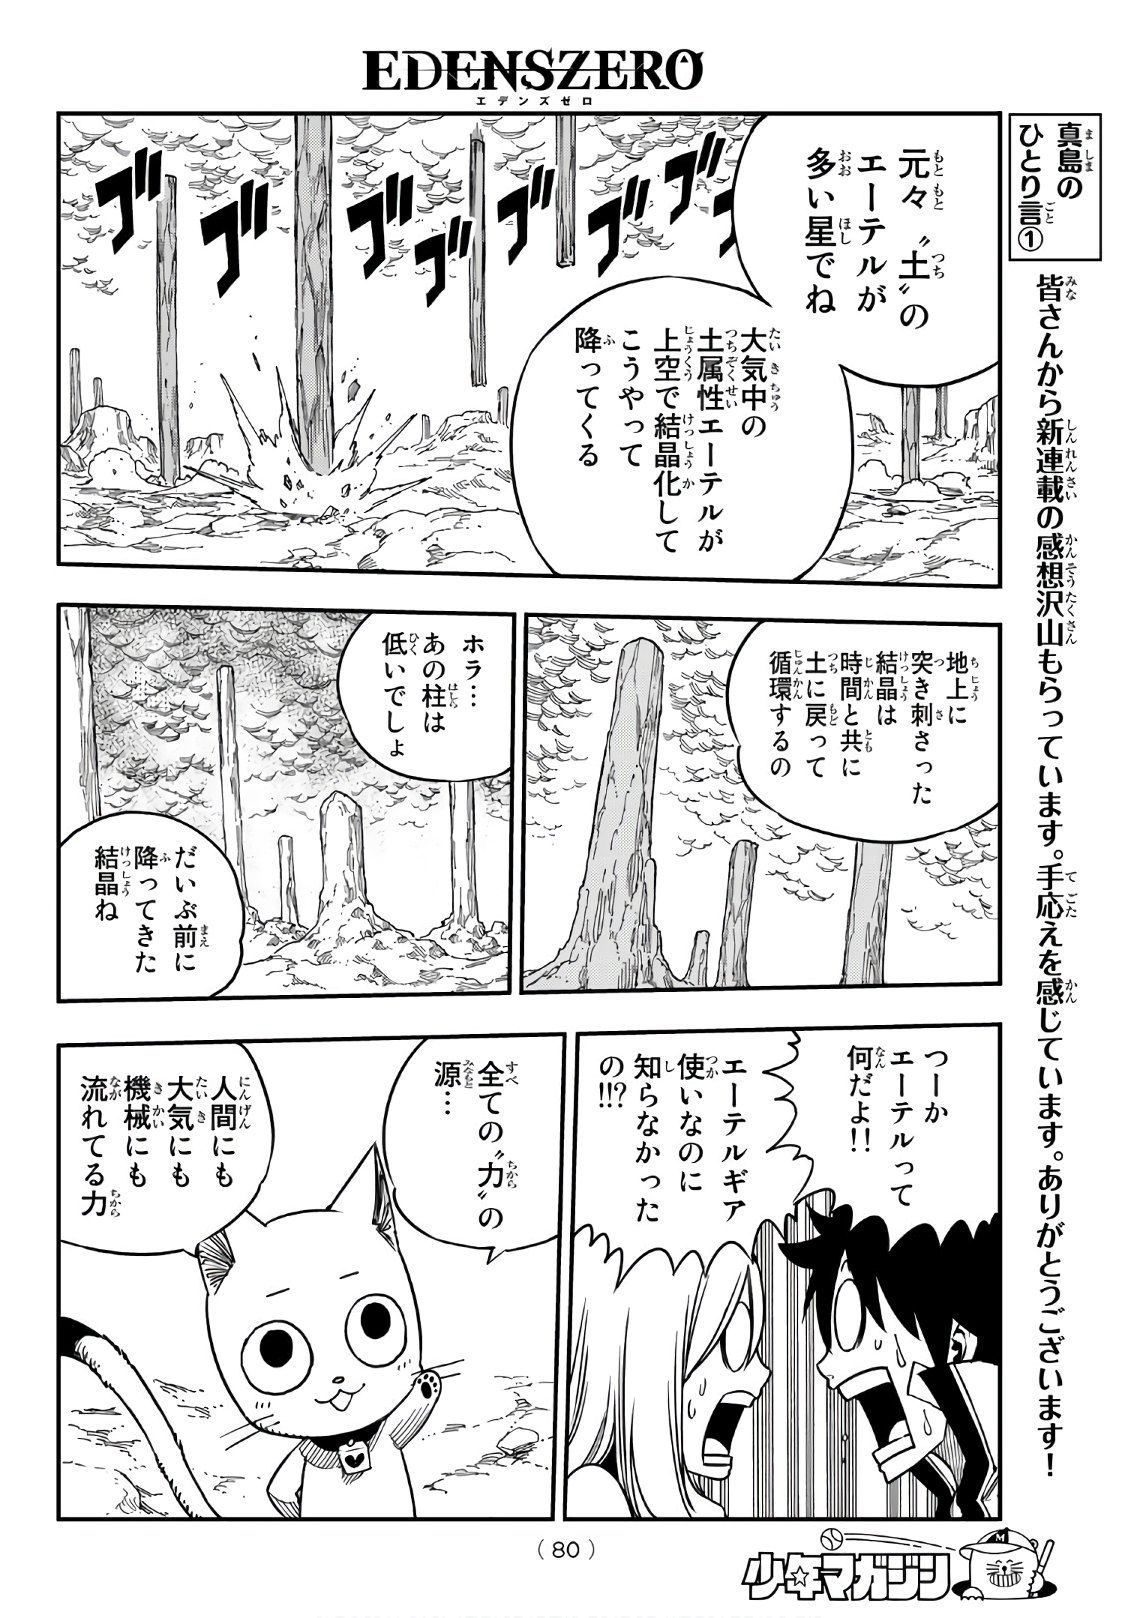 EDENSZERO
エデンズゼロ
真島の
ひとり言①
皆さんから新連載の感想沢山もらっています。手応えを感じています。ありがとうございます！
元々〝土〟の
エーテルが
多い星でね
大気中の
土属性エーテルが
上空で結晶化して
こうやって
降ってくる
ゴ
ゴ
ゴ
ゴ
ゴ
ゴ
ゴ
地上に
突き刺さった
結晶は
時間と共に
土に戻って
循環するの
ホラ…
あの柱は
低いでしょ
だいぶ前に
降ってきた
結晶ね
つーか
エーテルって
何だよ!!
エーテルギア
使いなのに
知らなかった
の!!?
全ての〝力〟の
源…
人間にも
大気にも
機械にも
流れてる力
(80)
少年マガジン
M